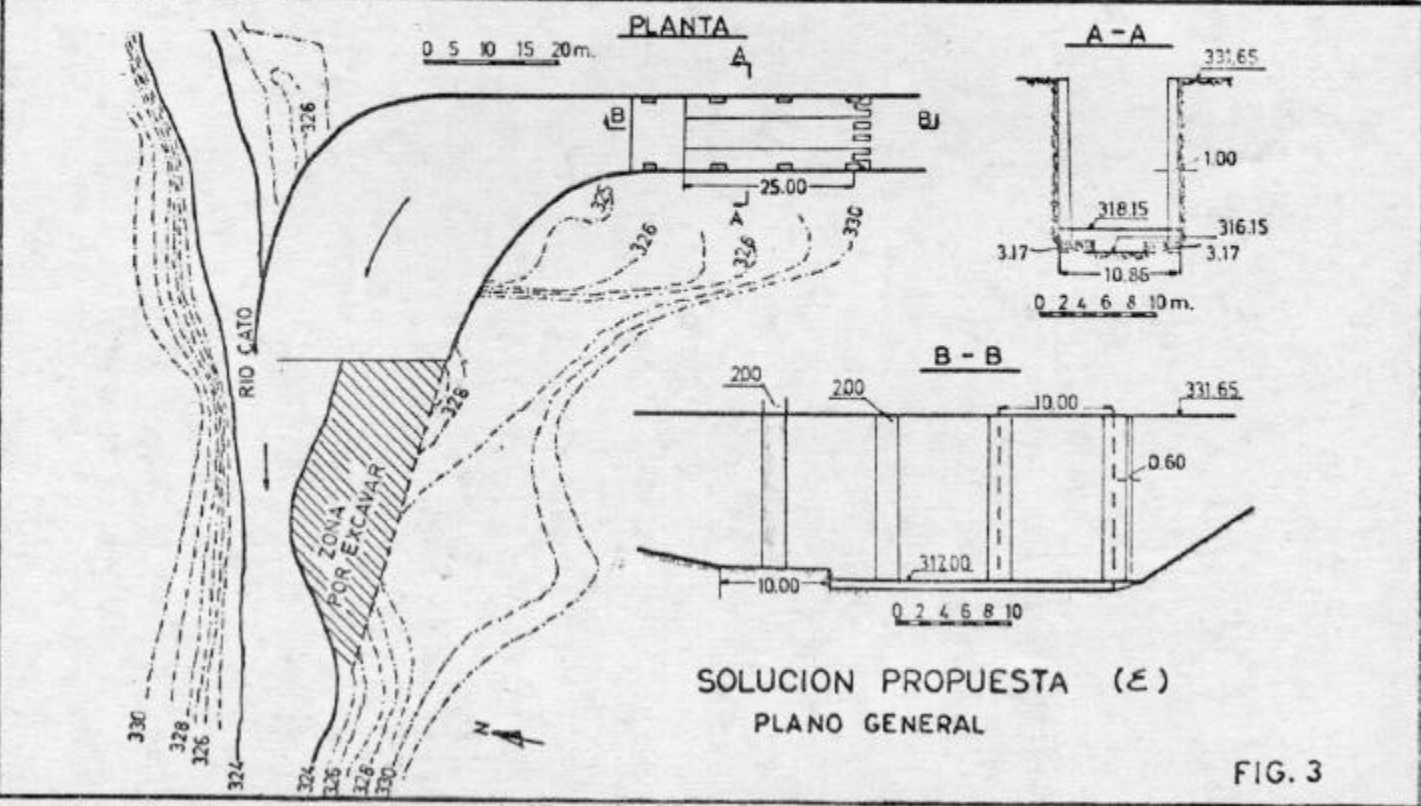 PLANTA
0 5 10 15 20 m.
A
B
B
25.00
A
326
325
326
326
330
RIO CATO
328
ZONA
POR EXCAVAR
330
328
326
324
324
326
328
330
N
A - A
331.65
1.00
318.15
316.15
3.17
3.17
10.86
0 2 4 6 8 10 m.
B - B
200
200
10.00
331.65
0.60
317.00
10.00
0 2 4 6 8 10
SOLUCION PROPUESTA (E)
PLANO GENERAL
FIG. 3